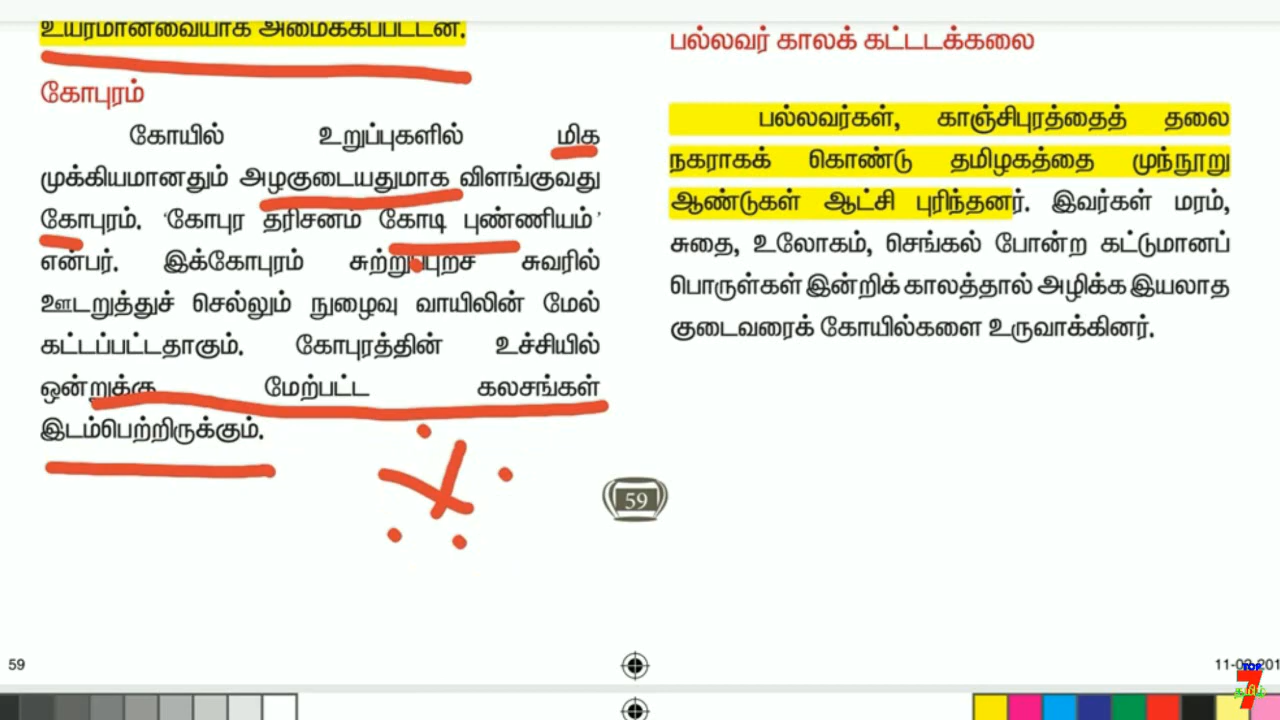 உயரமானவையாக அமைக்கப்பட்டன.
கோபுரம்
கோயில் உறுப்புகளில் மிக
முக்கியமானதும் அழகுடையதுமாக விளங்குவது
கோபுரம். ‘கோபுர தரிசனம் கோடி புண்ணியம்’
என்பர். இக்கோபுரம் சுற்றுப்புறச் சுவரில்
ஊடறுத்துச் செல்லும் நுழைவு வாயிலின் மேல்
கட்டப்பட்டதாகும். கோபுரத்தின் உச்சியில்
ஒன்றுக்கு மேற்பட்ட கலசங்கள்
இடம்பெற்றிருக்கும்.
பல்லவர் காலக் கட்டடக்கலை
பல்லவர்கள், காஞ்சிபுரத்தைத் தலை
நகராகக் கொண்டு தமிழகத்தை முந்நூறு
ஆண்டுகள் ஆட்சி புரிந்தனர். இவர்கள் மரம்,
சுதை, உலோகம், செங்கல் போன்ற கட்டுமானப்
பொருள்கள் இன்றிக் காலத்தால் அழிக்க இயலாத
குடைவரைக் கோயில்களை உருவாக்கினர்.
59
59
TOP
7
தமிழ்